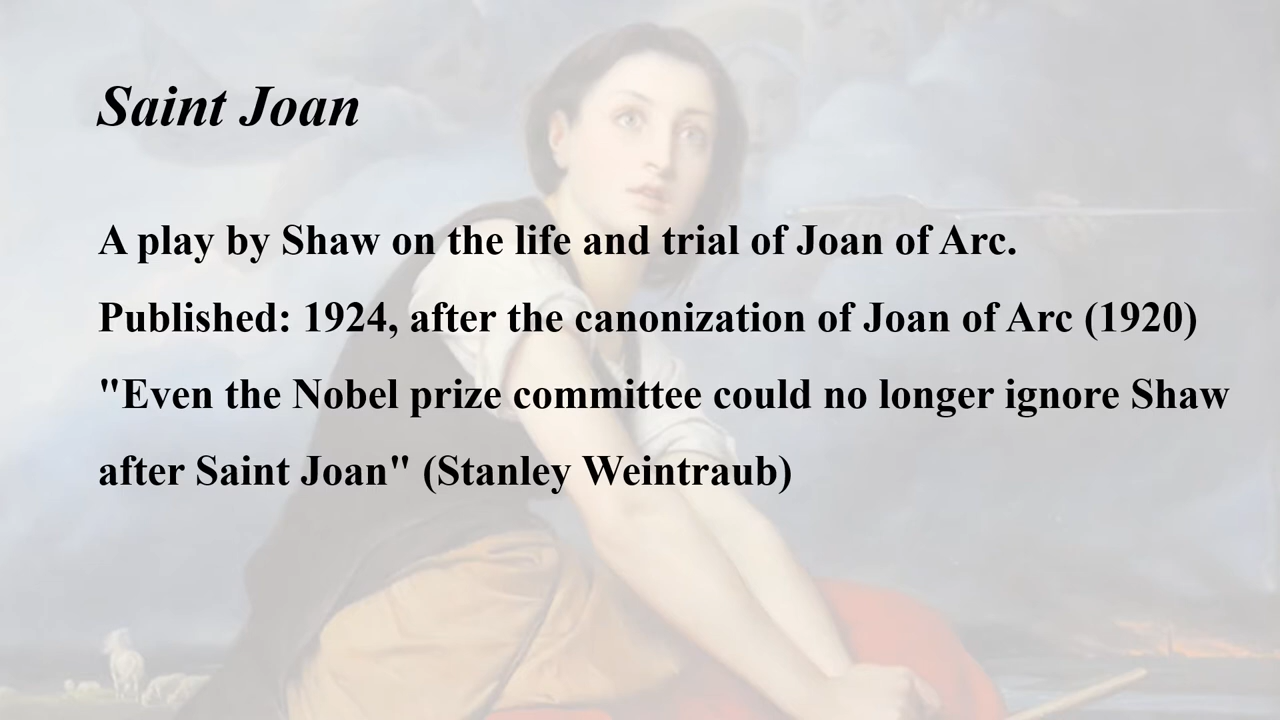 Saint Joan
A play by Shaw on the life and trial of Joan of Arc.
Published: 1924, after the canonization of Joan of Arc (1920)
"Even the Nobel prize committee could no longer ignore Shaw
after Saint Joan" (Stanley Weintraub)